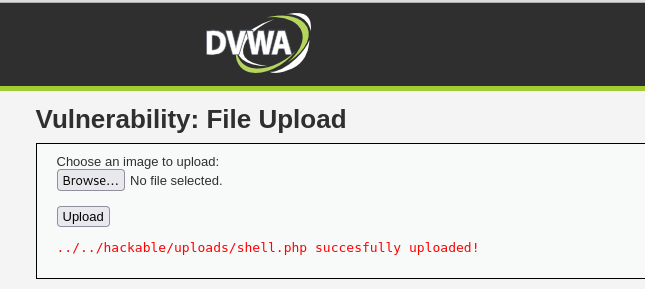 DVWA
Vulnerability: File Upload
Choose an image to upload:
Browse... No file selected.
Upload
../../hackable/uploads/shell.php succesfully uploaded!